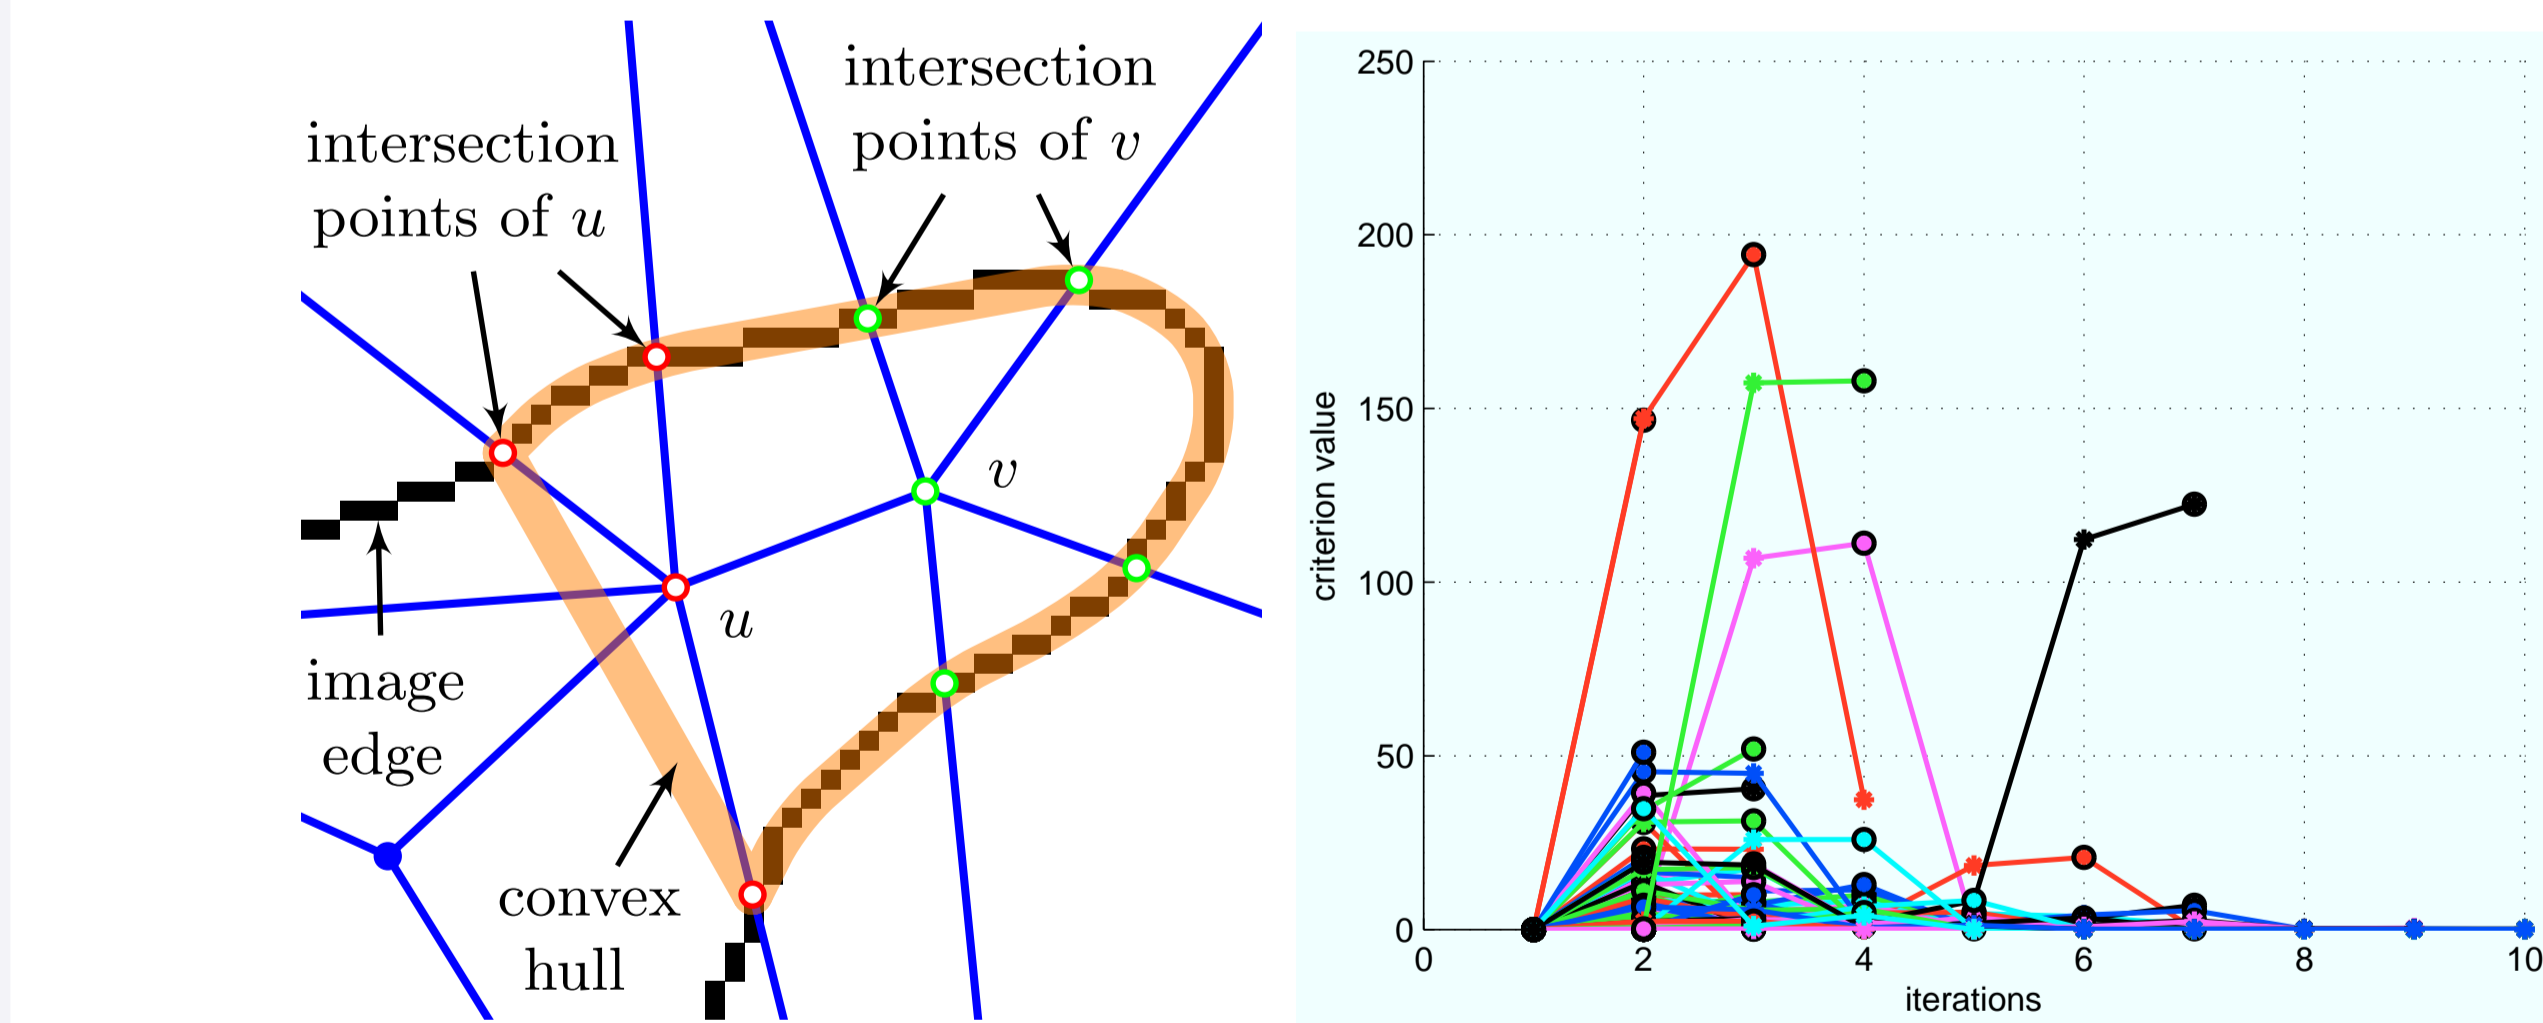 intersection
points of v
intersection
points of u
v
u
image
edge
convex
hull
250
200
150
100
50
0
criterion value
0 2 4 6 8 10
iterations